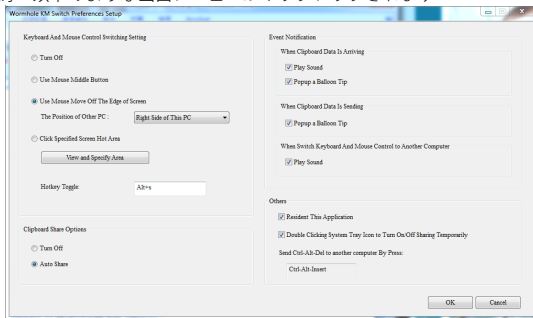 Wormhole KM Switch Preferences Setup
Keyboard And Mouse Control Switching Setting
Turn Off
Use Mouse Middle Button
Use Mouse Move Off The Edge of Screen
The Position of Other PC :
Right Side of This PC
Click Specified Screen Hot Area
View and Specify Area
Hotkey Toggle:
Alt+s
Clipboard Share Options
Turn Off
Auto Share
Event Notification
When Clipboard Data Is Arriving
Play Sound
Popup a Balloon Tip
When Clipboard Data Is Sending
Popup a Balloon Tip
When Switch Keyboard And Mouse Control to Another Computer
Play Sound
Others
Resident This Application
Double Clicking System Tray Icon to Turn On/Off Sharing Temporarily
Send Ctrl-Alt-Del to another computer By Press:
Ctrl-Alt-Insert
OK
Cancel